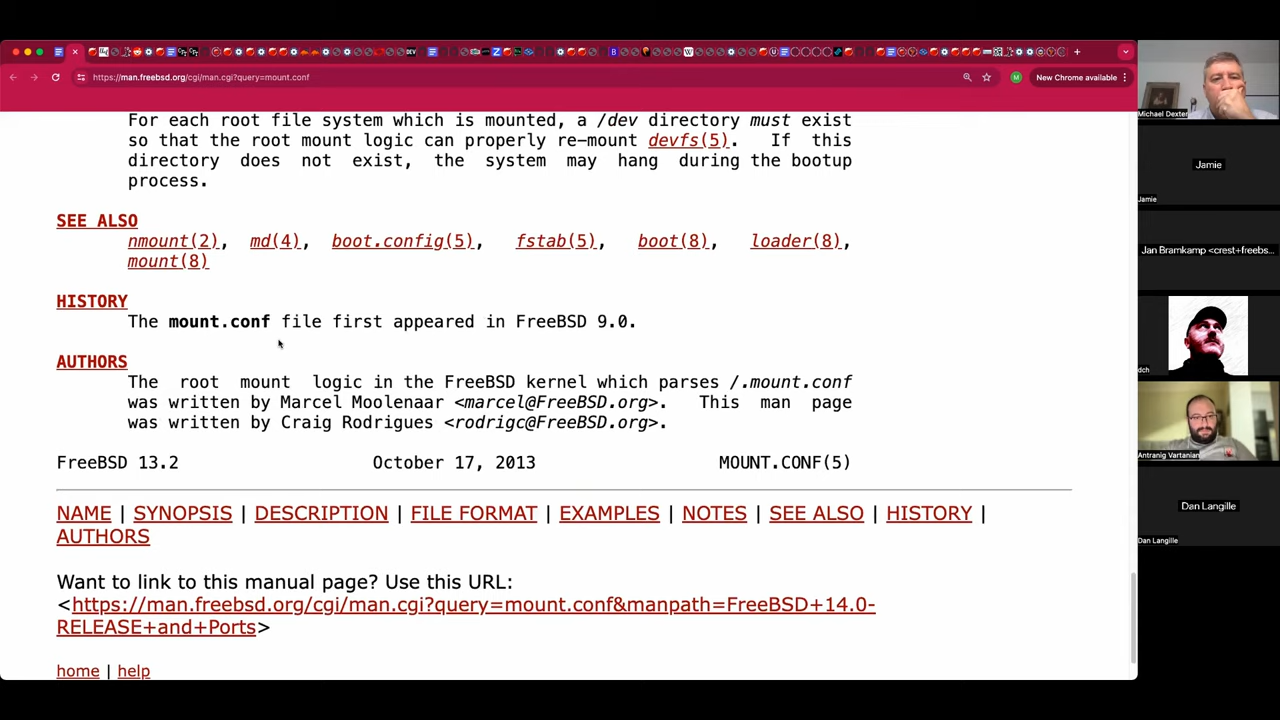 https://man.freebsd.org/cgi/man.cgi?query=mount.conf
M
New Chrome available
For each root file system which is mounted, a /dev directory must exist
so that the root mount logic can properly re-mount devfs(5). If this
directory does not exist, the system may hang during the bootup
process.
SEE ALSO
nmount(2), md(4), boot.config(5), fstab(5), boot(8), loader(8),
mount(8)
HISTORY
The mount.conf file first appeared in FreeBSD 9.0.
AUTHORS
The root mount logic in the FreeBSD kernel which parses /.mount.conf
was written by Marcel Moolenaar <marcel@FreeBSD.org>. This man page
was written by Craig Rodrigues <rodrigc@FreeBSD.org>.
FreeBSD 13.2 October 17, 2013 MOUNT.CONF(5)
NAME | SYNOPSIS | DESCRIPTION | FILE FORMAT | EXAMPLES | NOTES | SEE ALSO | HISTORY |
AUTHORS
Want to link to this manual page? Use this URL:
<https://man.freebsd.org/cgi/man.cgi?query=mount.conf&manpath=FreeBSD+14.0-
RELEASE+and+Ports>
home | help
Michael Dexter
Jamie
Jamie
Jan Bramkamp <crest+freebs...
dch
Antranig Vartanian
Dan Langille
Dan Langille